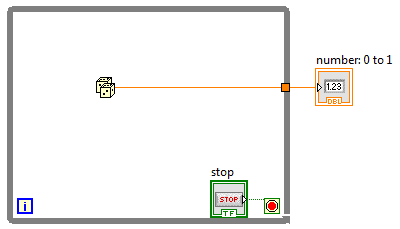 number: 0 to 1
1.23
DBL
stop
STOP
TF
i